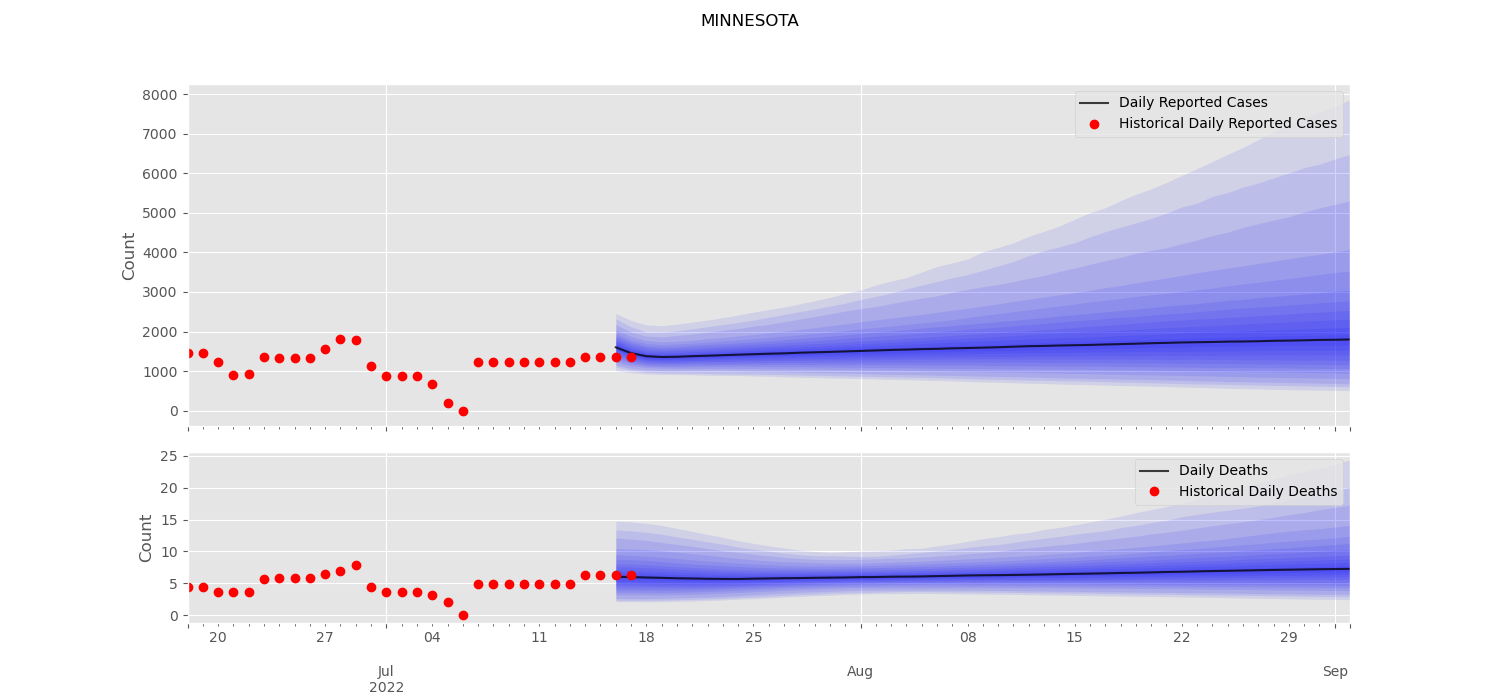 MINNESOTA
8000
7000
6000
5000
4000
3000
2000
1000
0
Count
Daily Reported Cases
Historical Daily Reported Cases
25
20
15
10
5
0
Count
Daily Deaths
Historical Daily Deaths
20 27 04 11 18 25 08 15 22 29
Jul Aug Sep
2022